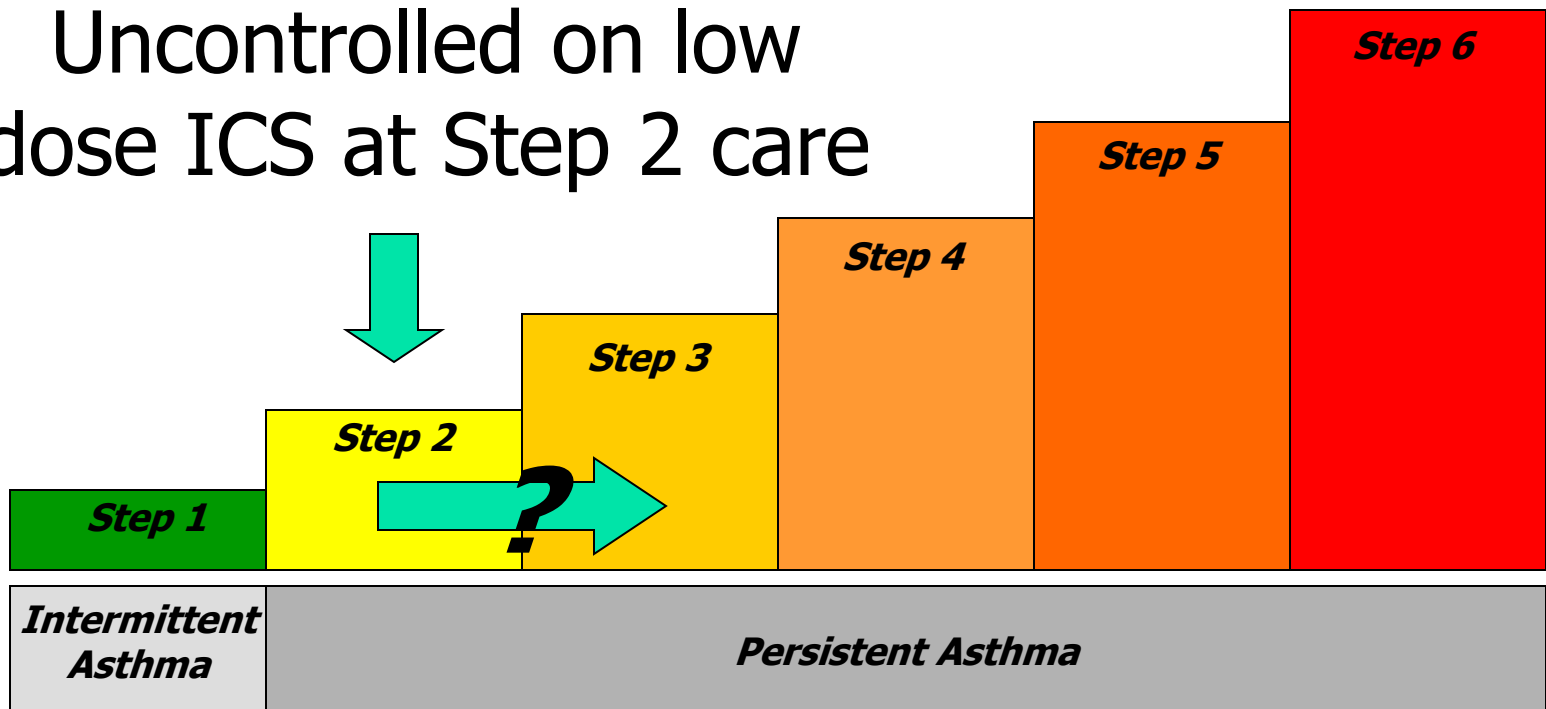 Uncontrolled on low
dose ICS at Step 2 care
Step 6
Step 5
Step 4
Step 3
Step 2
Step 1
?
Intermittent
Asthma
Persistent Asthma